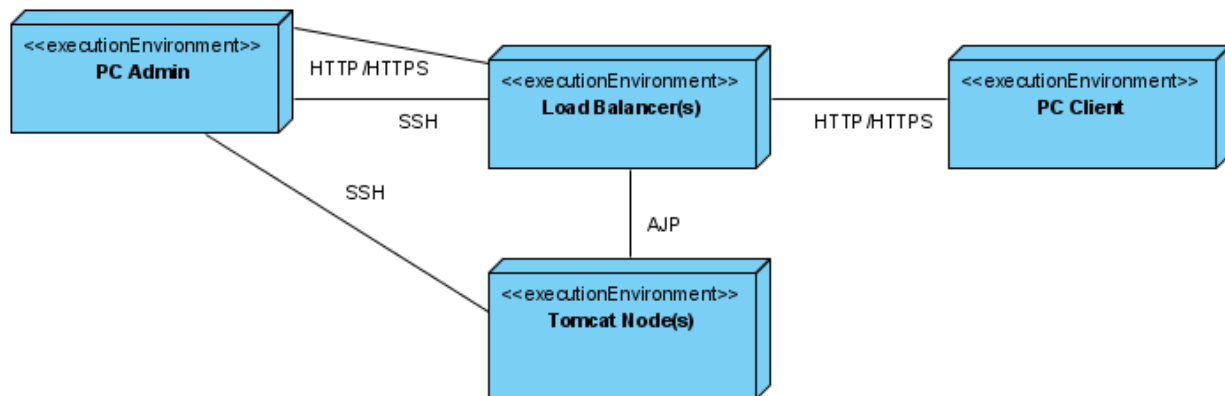 <<executionEnvironment>>
PC Admin
HTTP/HTTPS
SSH
<<executionEnvironment>>
Load Balancer(s)
HTTP/HTTPS
<<executionEnvironment>>
PC Client
SSH
AJP
<<executionEnvironment>>
Tomcat Node(s)